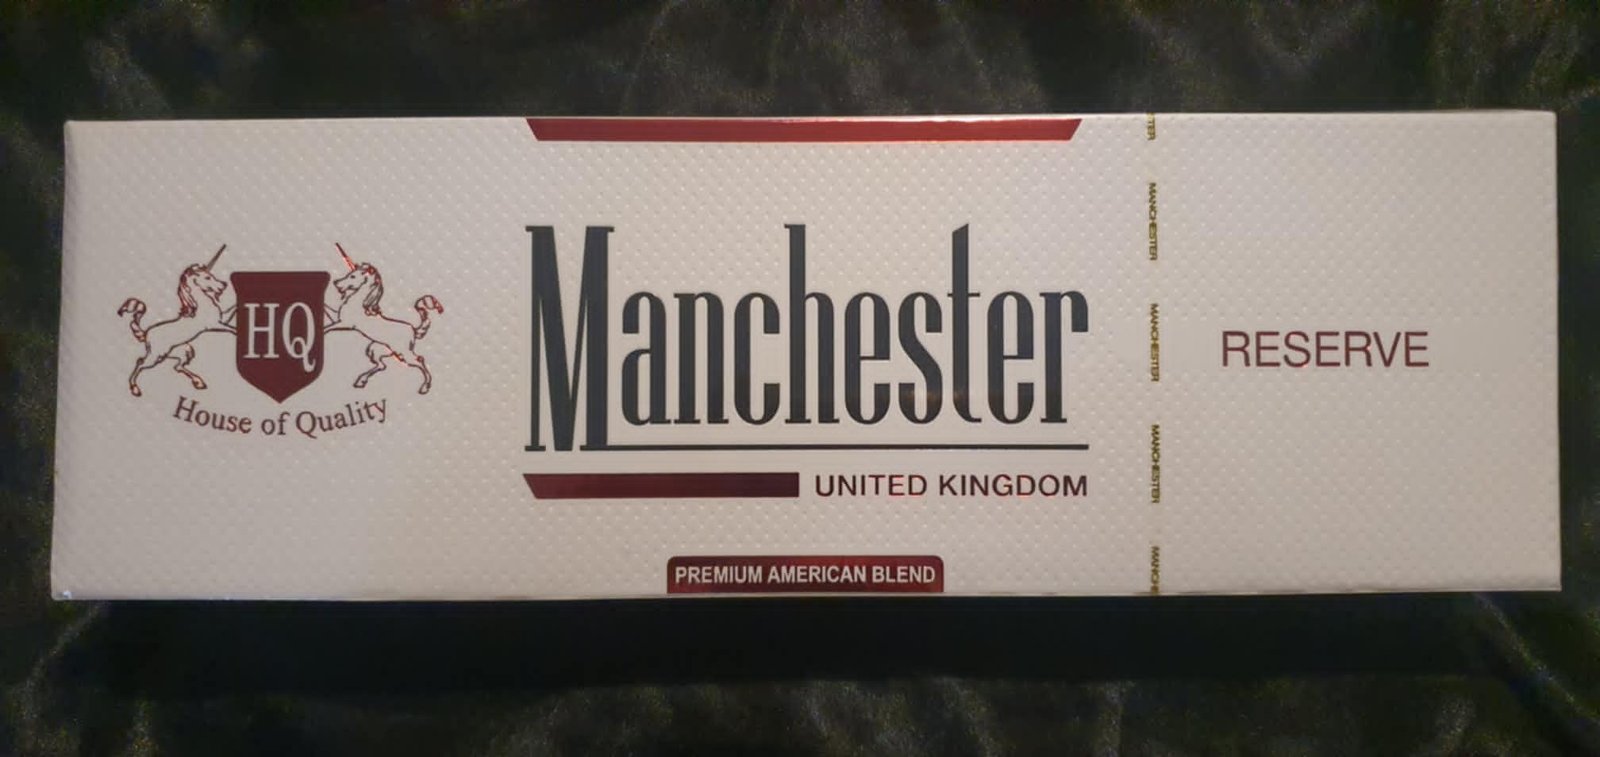 HQ
House of Quality
Manchester
UNITED KINGDOM
PREMIUM AMERICAN BLEND
MANCHESTER
MANCHESTER
MANCHESTER
RESERVE